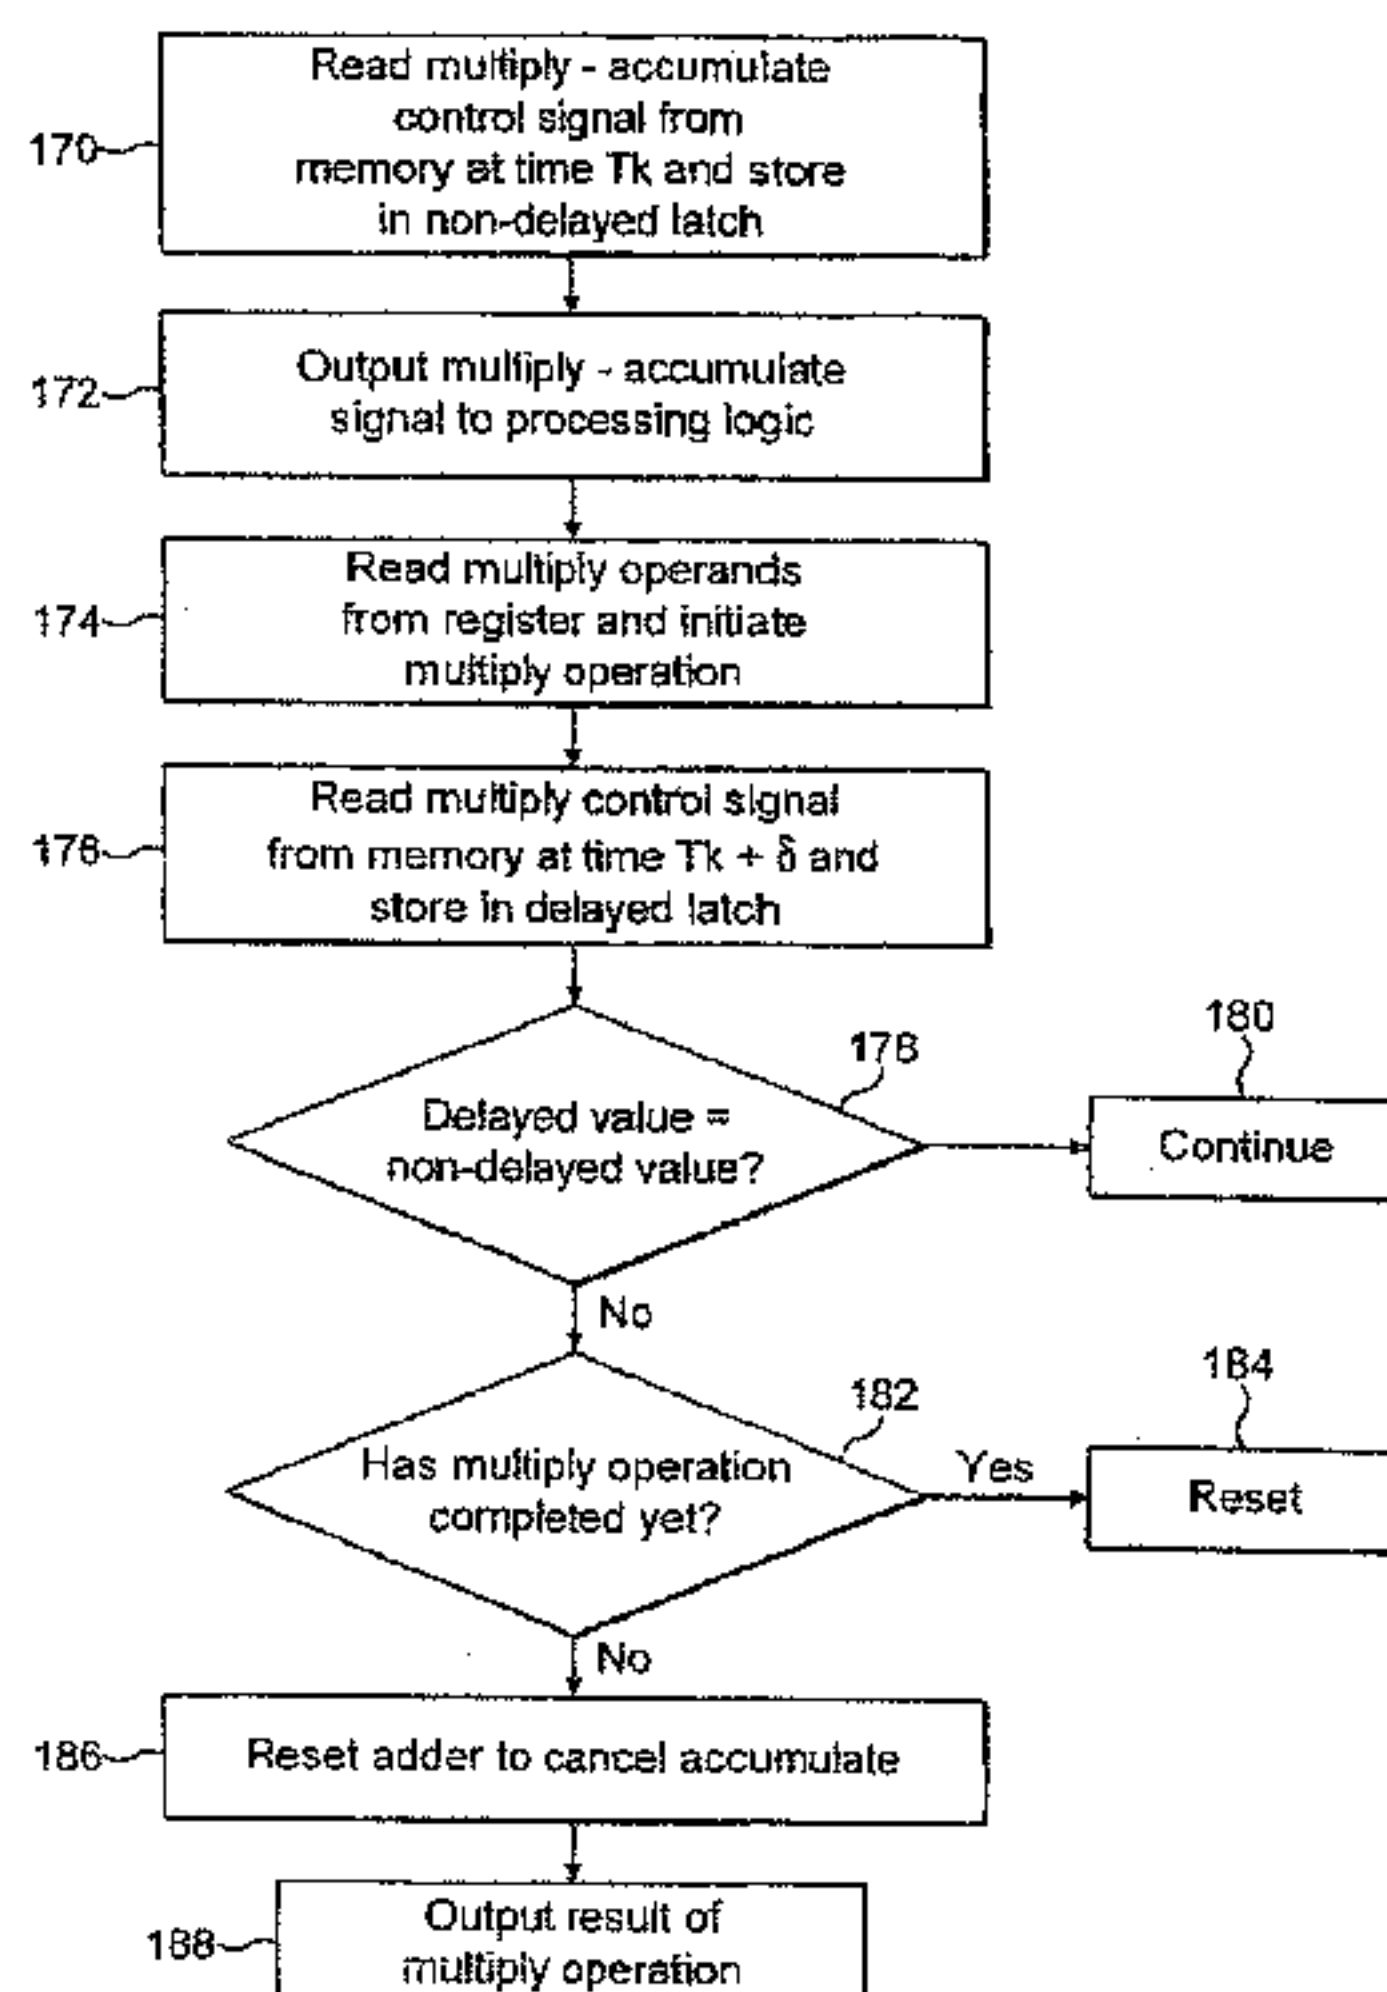 170
Read multiply - accumulate
control signal from
memory at time Tk and store
in non-delayed latch
172
Output multiply - accumulate
signal to processing logic
174
Read multiply operands
from register and initiate
multiply operation
176
Read multiply control signal
from memory at time Tk + δ and
store in delayed latch
178
Delayed value =
non-delayed value?
180
Continue
No
182
Has multiply operation
completed yet?
Yes
184
Reset
No
186
Reset adder to cancel accumulate
188
Output result of
multiply operation